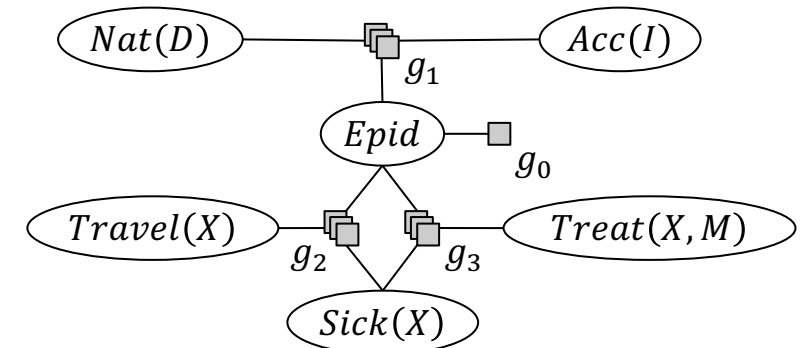 Nat(D) Acc(I)
g₁
Epid
g₀
Travel(X) Treat(X, M)
g₂ g₃
Sick(X)